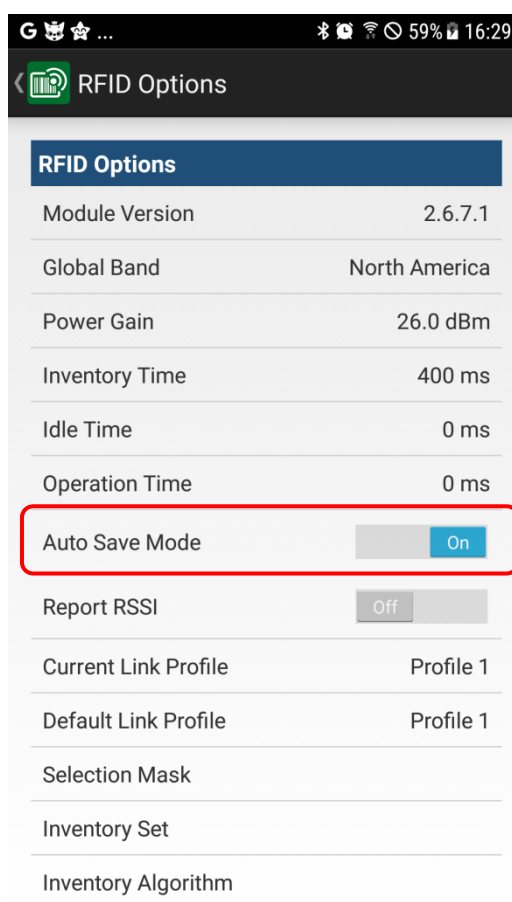 G ... 59% 16:29
RFID Options
RFID Options
Module Version 2.6.7.1
Global Band North America
Power Gain 26.0 dBm
Inventory Time 400 ms
Idle Time 0 ms
Operation Time 0 ms
Auto Save Mode On
Report RSSI Off
Current Link Profile Profile 1
Default Link Profile Profile 1
Selection Mask
Inventory Set
Inventory Algorithm